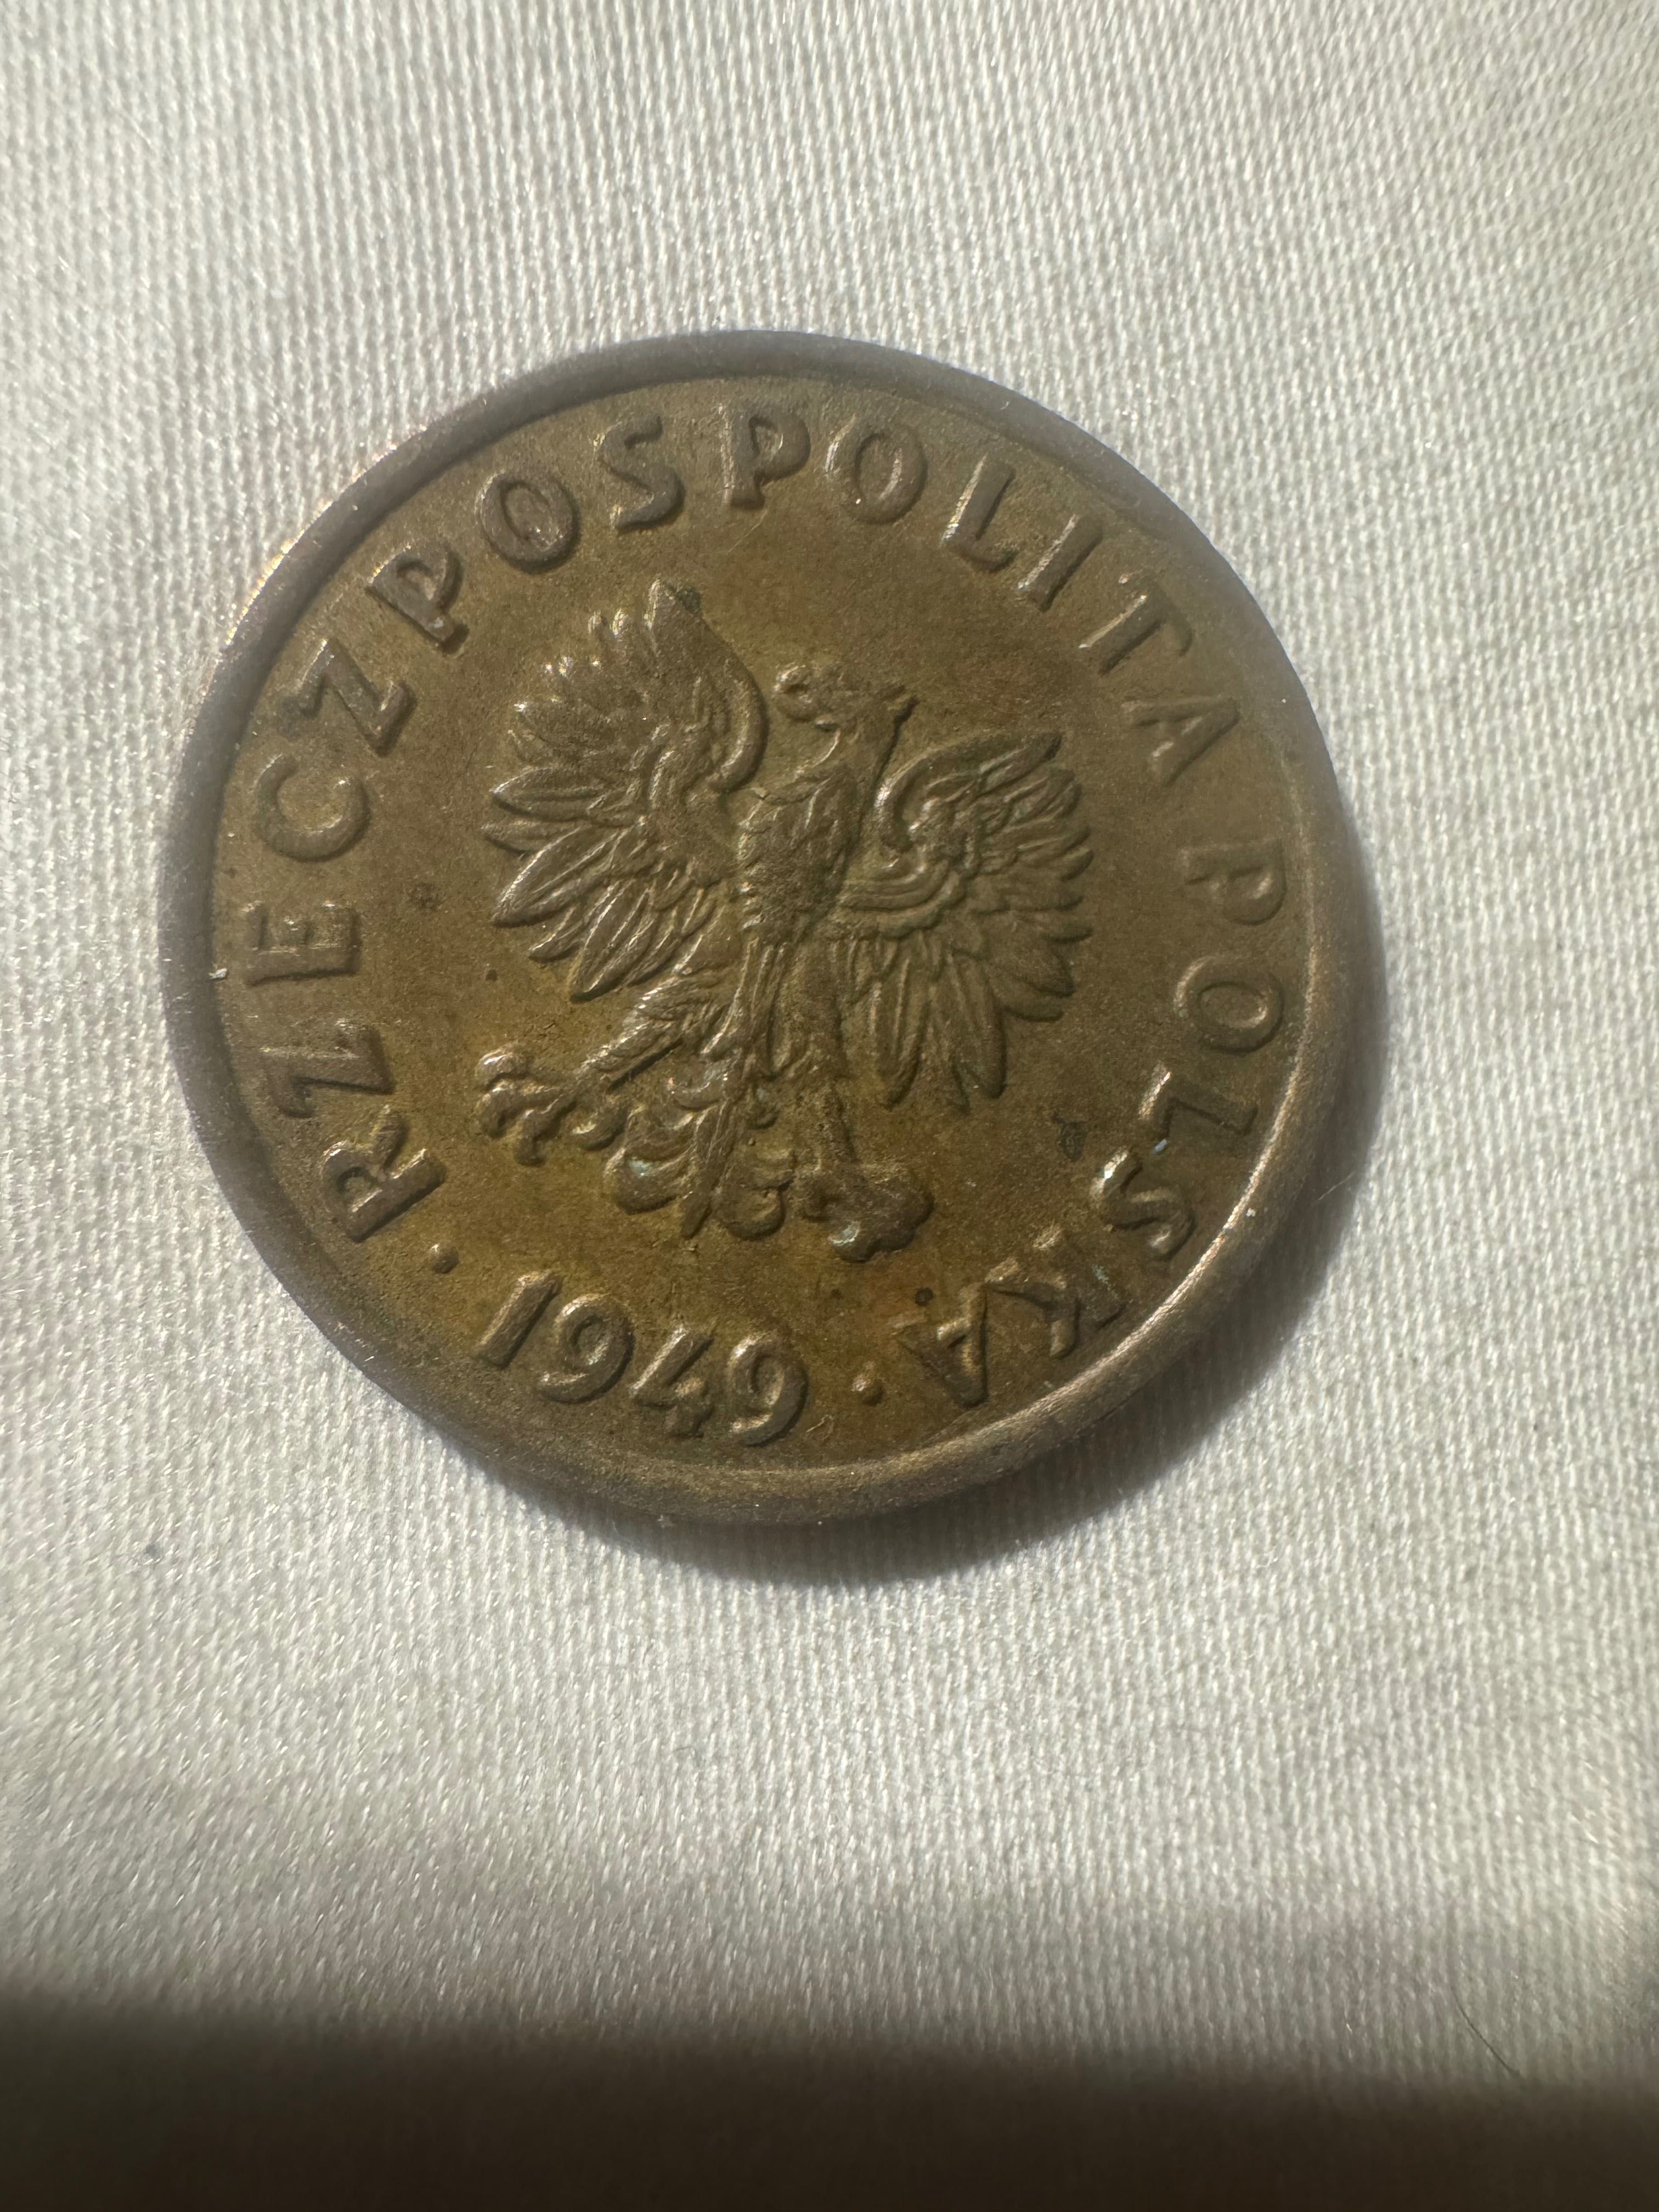 RZECZPOSPOLITA POLSKA
· 1949 ·